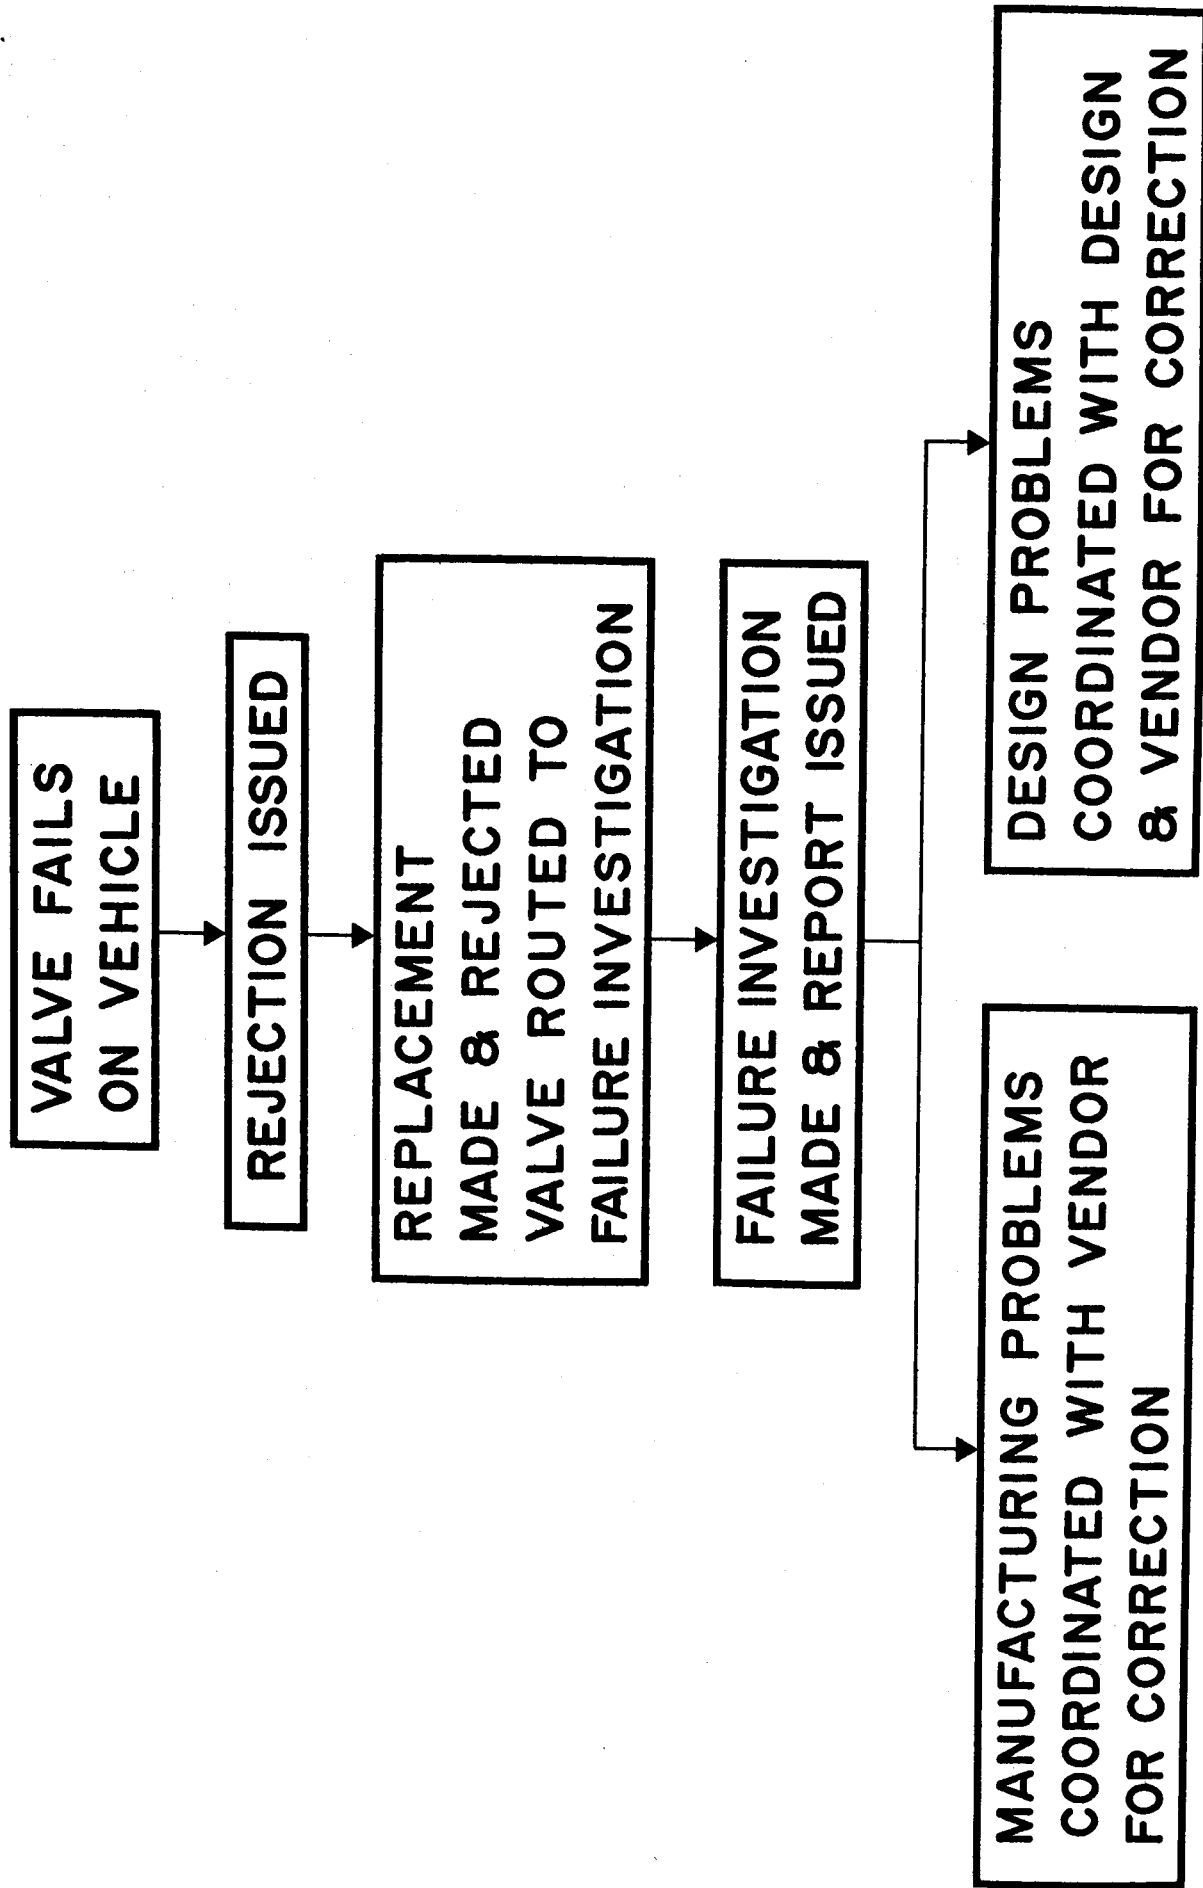 VALVE FAILS
ON VEHICLE
REJECTION ISSUED
REPLACEMENT
MADE & REJECTED
VALVE ROUTED TO
FAILURE INVESTIGATION
FAILURE INVESTIGATION
MADE & REPORT ISSUED
MANUFACTURING PROBLEMS
COORDINATED WITH VENDOR
FOR CORRECTION
DESIGN PROBLEMS
COORDINATED WITH DESIGN
& VENDOR FOR CORRECTION